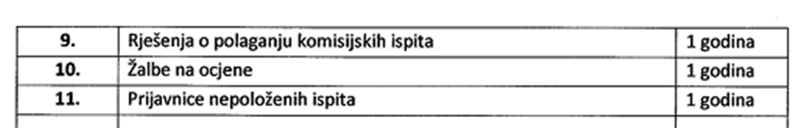 9. Rješenja o polaganju komisijskih ispita 1 godina
10. Žalbe na ocjene 1 godina
11. Prijavnice nepoloženih ispita 1 godina